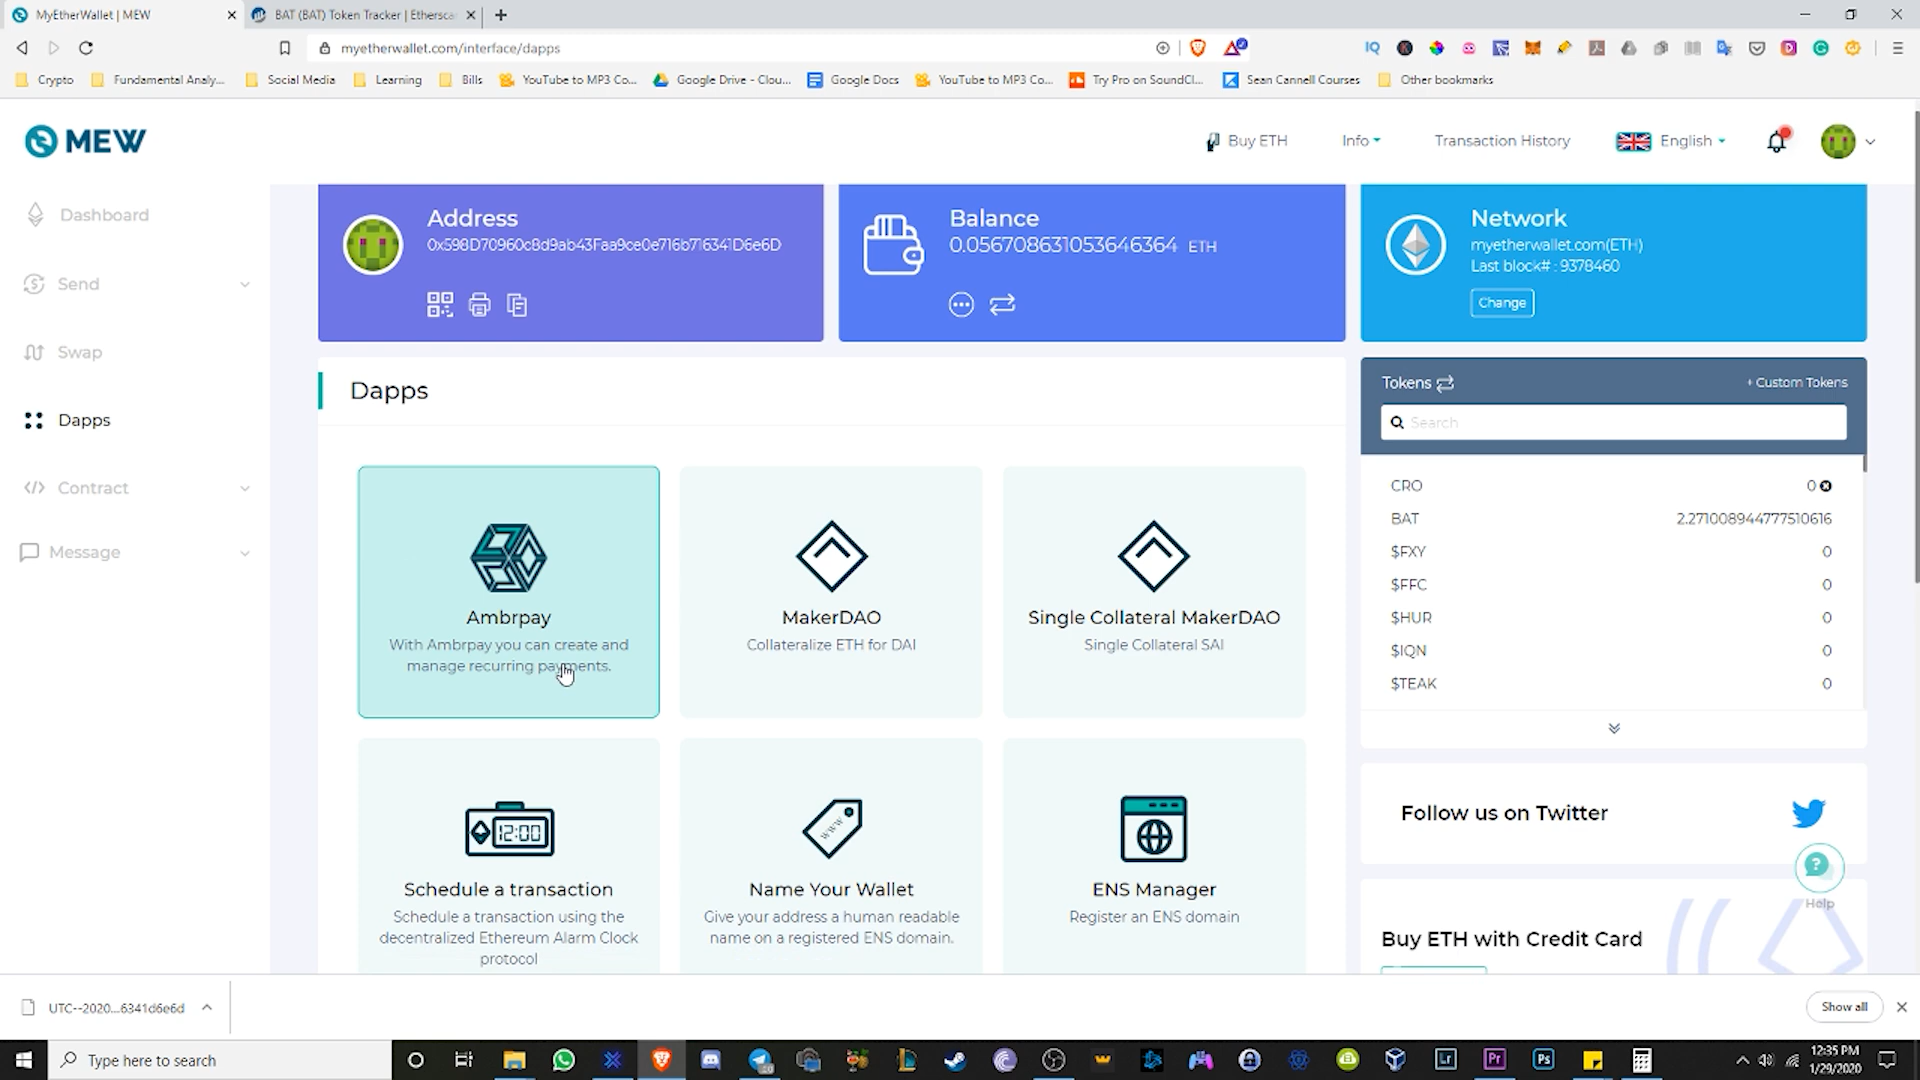 MyEtherWallet | MEW
BAT (BAT) Token Tracker | Ethersca
myetherwallet.com/interface/dapps
Crypto
Fundamental Analy...
Social Media
Learning
Bills
YouTube to MP3 Co...
Google Drive - Clou...
Google Docs
YouTube to MP3 Co...
Try Pro on SoundCl...
Sean Cannell Courses
Other bookmarks
MEW
Buy ETH
Info
Transaction History
English
Dashboard
Send
Swap
Dapps
Contract
Message
Address
0x598D70960c8d9ab43Faa9ce0e716b716341D6e6D
Balance
0.056708631053646364 ETH
Network
myetherwallet.com(ETH)
Last block# : 9378460
Change
Dapps
Ambrpay
With Ambrpay you can create and
manage recurring payments.
MakerDAO
Collateralize ETH for DAI
Single Collateral MakerDAO
Single Collateral SAI
12:00
Schedule a transaction
Schedule a transaction using the
decentralized Ethereum Alarm Clock
protocol
www
Name Your Wallet
Give your address a human readable
name on a registered ENS domain.
ENS Manager
Register an ENS domain
Tokens
+ Custom Tokens
Search
CRO 0
BAT 2.271008944777510616
$FXY 0
$FFC 0
$HUR 0
$IQN 0
$TEAK 0
Follow us on Twitter
Help
Buy ETH with Credit Card
UTC--2020...6341d6e6d
Show all
Type here to search
Lr
Pr
Ps
12:35 PM
1/29/2020